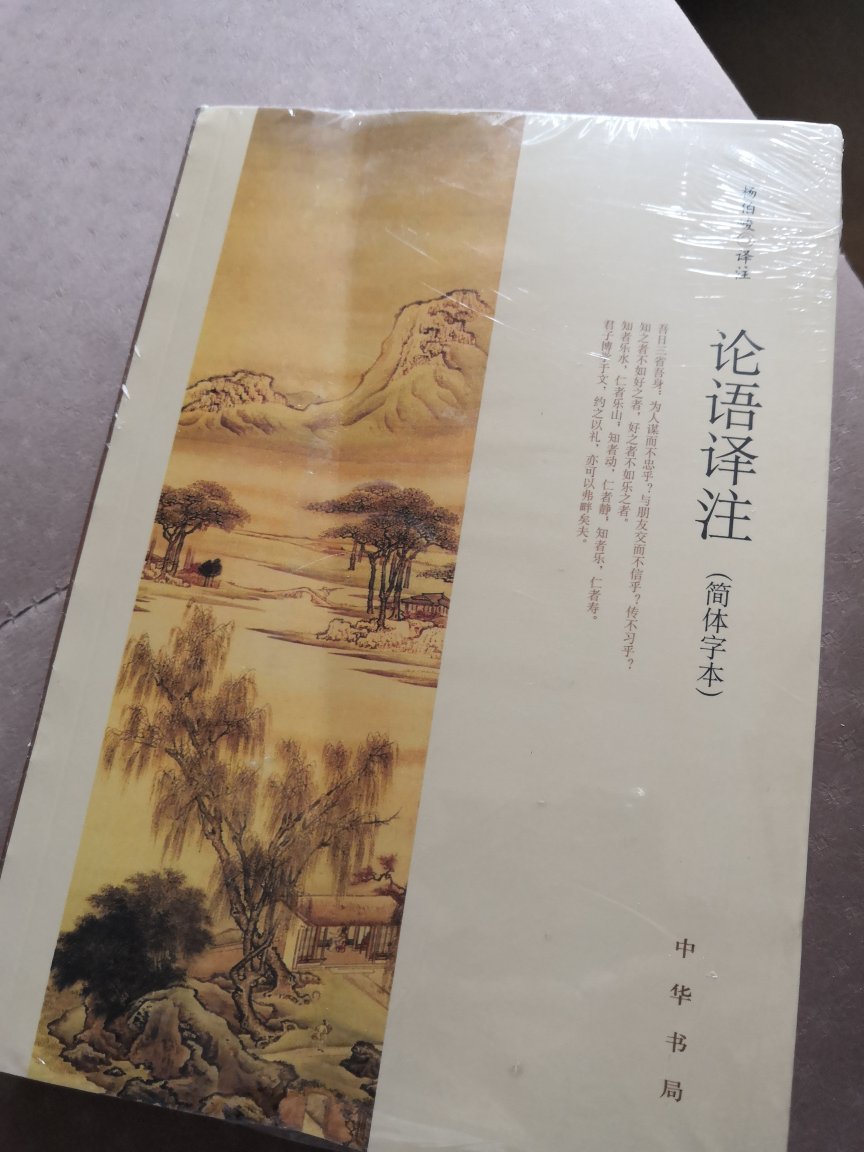 杨伯峻 译注
论语译注
（简体字本）
吾日三省吾身：为人谋而不忠乎？与朋友交而不信乎？传不习乎？
知之者不如好之者，好之者不如乐之者。
知者乐水，仁者乐山；知者动，仁者静；知者乐，仁者寿。
君子博学于文，约之以礼，亦可以弗畔矣夫。
中华书局